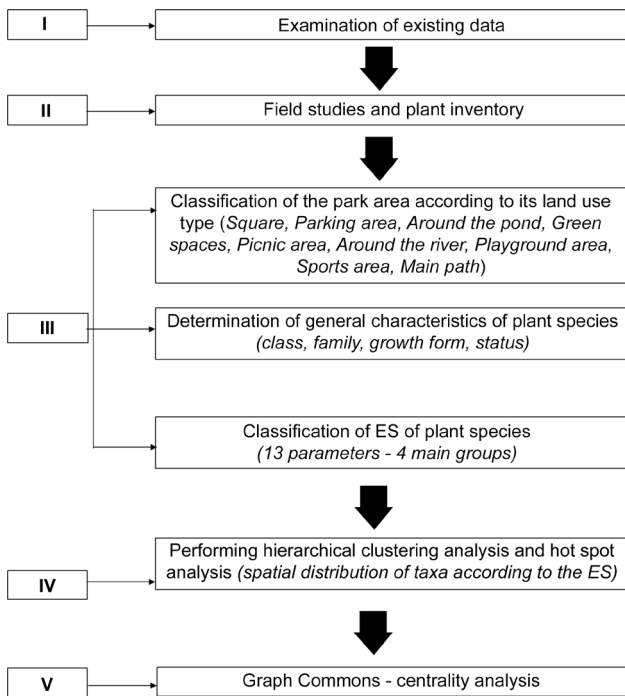 I
Examination of existing data
II
Field studies and plant inventory
Classification of the park area according to its land use
type (Square, Parking area, Around the pond, Green
spaces, Picnic area, Around the river, Playground area,
Sports area, Main path)
III
Determination of general characteristics of plant species
(class, family, growth form, status)
Classification of ES of plant species
(13 parameters - 4 main groups)
Performing hierarchical clustering analysis and hot spot
analysis (spatial distribution of taxa according to the ES)
IV
V
Graph Commons - centrality analysis